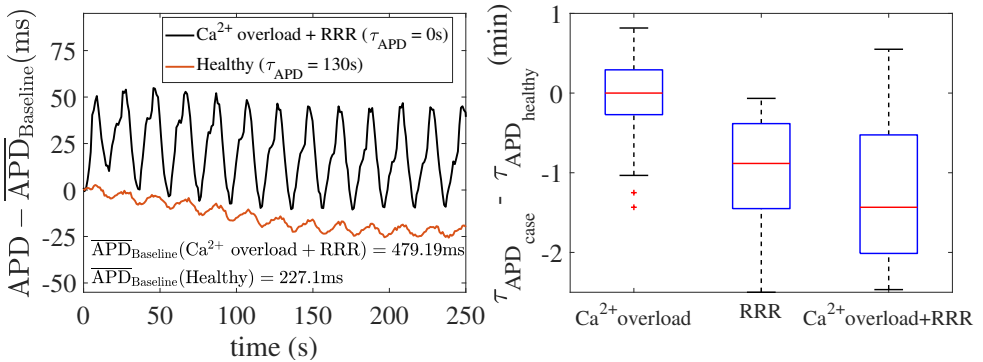 APD − APD_Baseline (ms)
75
50
25
0
-25
-50
Ca²⁺ overload + RRR (τ_APD = 0s)
Healthy (τ_APD = 130s)
APD_Baseline(Ca²⁺ overload + RRR) = 479.19ms
APD_Baseline(Healthy) = 227.1ms
0 50 100 150 200 250
time (s)
τ_APD_case - τ_APD_healthy (min)
1
0
-1
-2
Ca²⁺overload RRR Ca²⁺overload+RRR